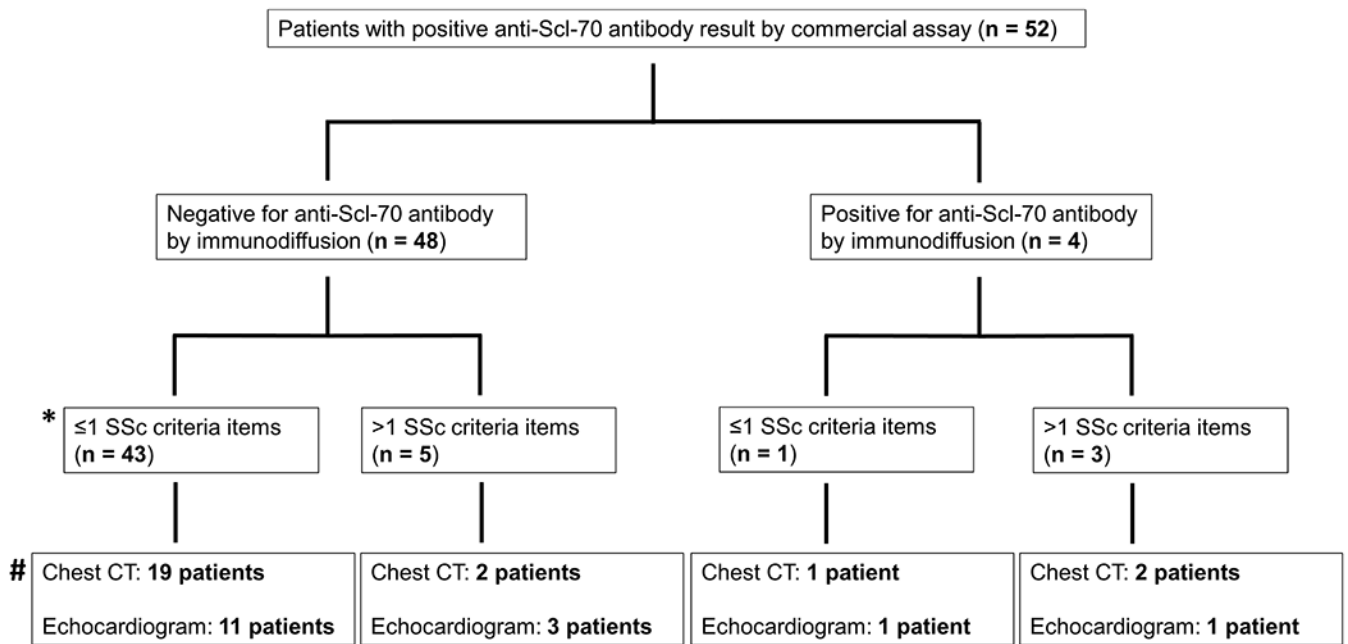 Patients with positive anti-Scl-70 antibody result by commercial assay (n = 52)
Negative for anti-Scl-70 antibody
by immunodiffusion (n = 48)
Positive for anti-Scl-70 antibody
by immunodiffusion (n = 4)
*
≤1 SSc criteria items
(n = 43)
>1 SSc criteria items
(n = 5)
≤1 SSc criteria items
(n = 1)
>1 SSc criteria items
(n = 3)
#
Chest CT: 19 patients
Echocardiogram: 11 patients
Chest CT: 2 patients
Echocardiogram: 3 patients
Chest CT: 1 patient
Echocardiogram: 1 patient
Chest CT: 2 patients
Echocardiogram: 1 patient